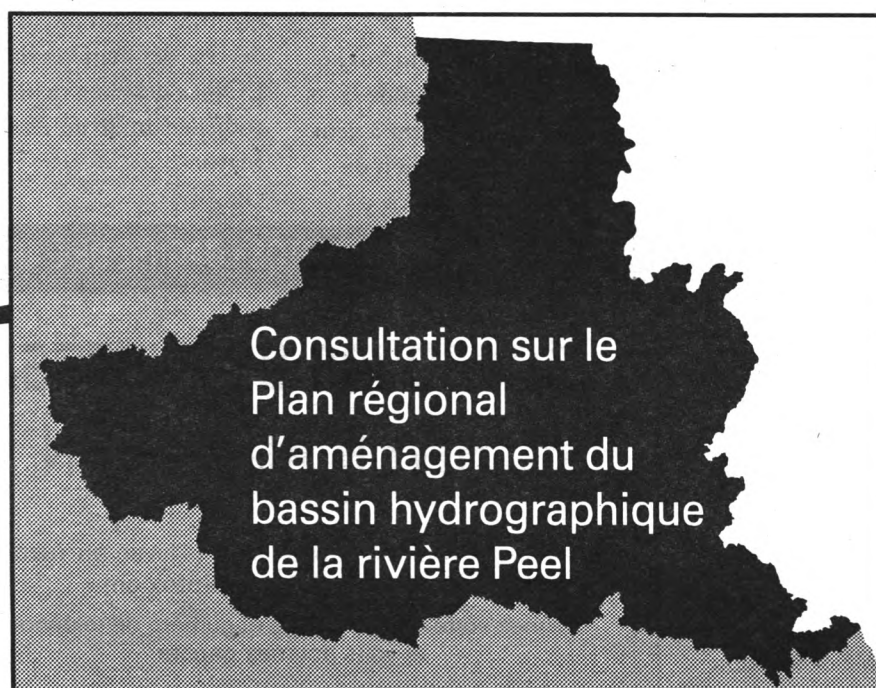 Consultation sur le
Plan régional
d'aménagement du
bassin hydrographique
de la rivière Peel